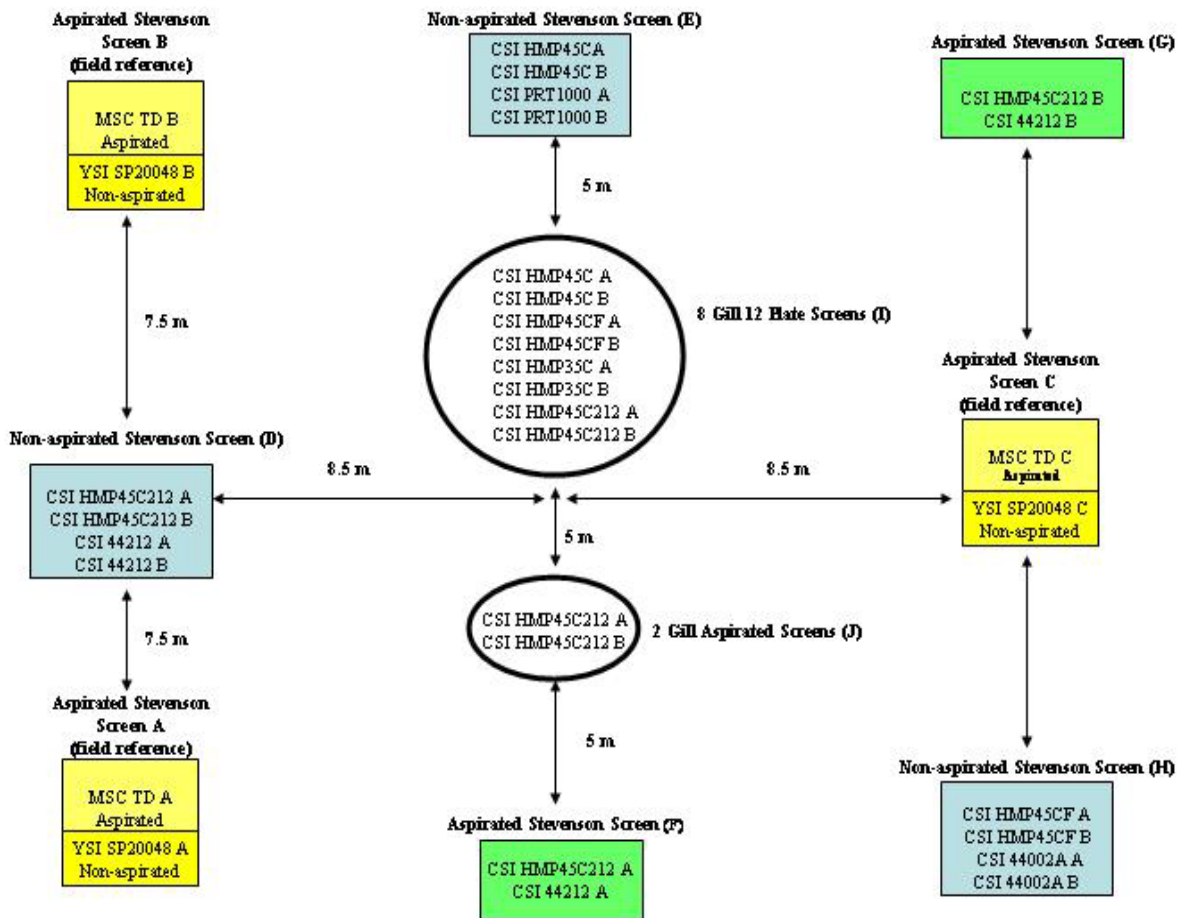 Aspirated Stevenson
Screen B
(field reference)
MSC TD B
Aspirated
YSI SP20048 B
Non-aspirated
7.5 m
Non-aspirated Stevenson Screen (D)
CSI HMP45C212 A
CSI HMP45C212 B
CSI 44212 A
CSI 44212 B
7.5 m
Aspirated Stevenson
Screen A
(field reference)
MSC TD A
Aspirated
YSI SP20048 A
Non-aspirated
Non-aspirated Stevenson Screen (E)
CSI HMP45C A
CSI HMP45C B
CSI PRT1000 A
CSI PRT1000 B
5 m
CSI HMP45C A
CSI HMP45C B
CSI HMP45CF A
CSI HMP45CF B
CSI HMP35C A
CSI HMP35C B
CSI HMP45C212 A
CSI HMP45C212 B
8 Gill 12 Plate Screens (I)
8.5 m
8.5 m
5 m
CSI HMP45C212 A
CSI HMP45C212 B
2 Gill Aspirated Screens (J)
5 m
Aspirated Stevenson Screen (F)
CSI HMP45C212 A
CSI 44212 A
Aspirated Stevenson Screen (G)
CSI HMP45C212 B
CSI 44212 B
Aspirated Stevenson
Screen C
(field reference)
MSC TD C
Aspirated
YSI SP20048 C
Non-aspirated
Non-aspirated Stevenson Screen (H)
CSI HMP45CF A
CSI HMP45CF B
CSI 44002A A
CSI 44002A B